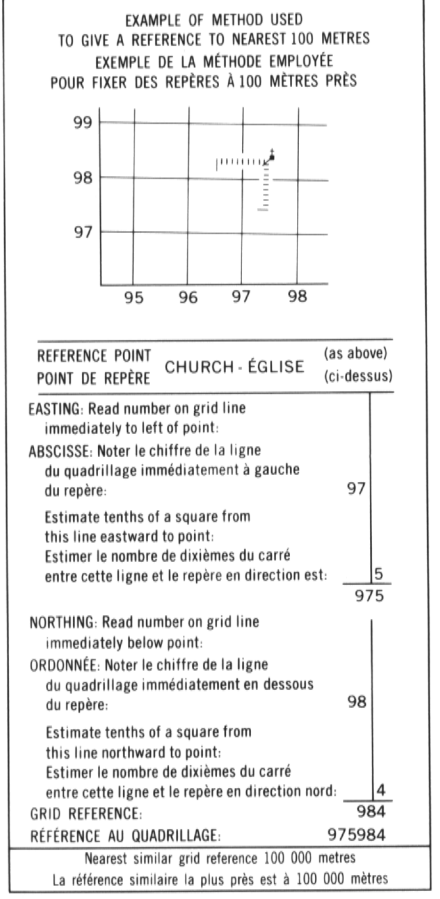 EXAMPLE OF METHOD USED
TO GIVE A REFERENCE TO NEAREST 100 METRES
EXEMPLE DE LA MÉTHODE EMPLOYÉE
POUR FIXER DES REPÈRES À 100 MÈTRES PRÈS
99
98
97
95 96 97 98
REFERENCE POINT
POINT DE REPÈRE
CHURCH - ÉGLISE
(as above)
(ci-dessus)
EASTING: Read number on grid line
immediately to left of point:
ABSCISSE: Noter le chiffre de la ligne
du quadrillage immédiatement à gauche
du repère: 97
Estimate tenths of a square from
this line eastward to point:
Estimer le nombre de dixièmes du carré
entre cette ligne et le repère en direction est: 5
975
NORTHING: Read number on grid line
immediately below point:
ORDONNÉE: Noter le chiffre de la ligne
du quadrillage immédiatement en dessous
du repère: 98
Estimate tenths of a square from
this line northward to point:
Estimer le nombre de dixièmes du carré
entre cette ligne et le repère en direction nord: 4
GRID REFERENCE: 984
RÉFÉRENCE AU QUADRILLAGE: 975984
Nearest similar grid reference 100 000 metres
La référence similaire la plus près est à 100 000 mètres